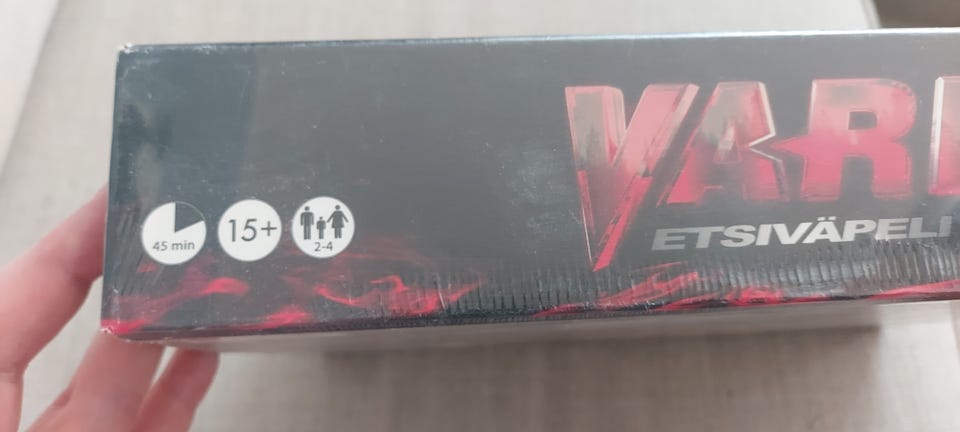 VAR
ETSIVÄPELI
45 min
15+
2-4